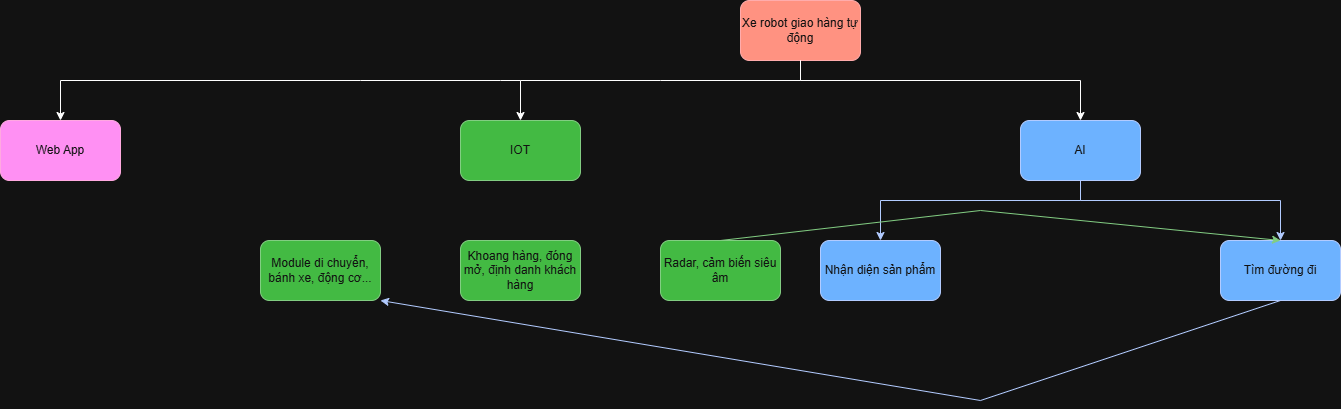 Xe robot giao hàng tự
động
Web App
IOT
AI
Module di chuyển,
bánh xe, động cơ...
Khoang hàng, đóng
mở, định danh khách
hàng
Radar, cảm biến siêu
âm
Nhận diện sản phẩm
Tìm đường đi